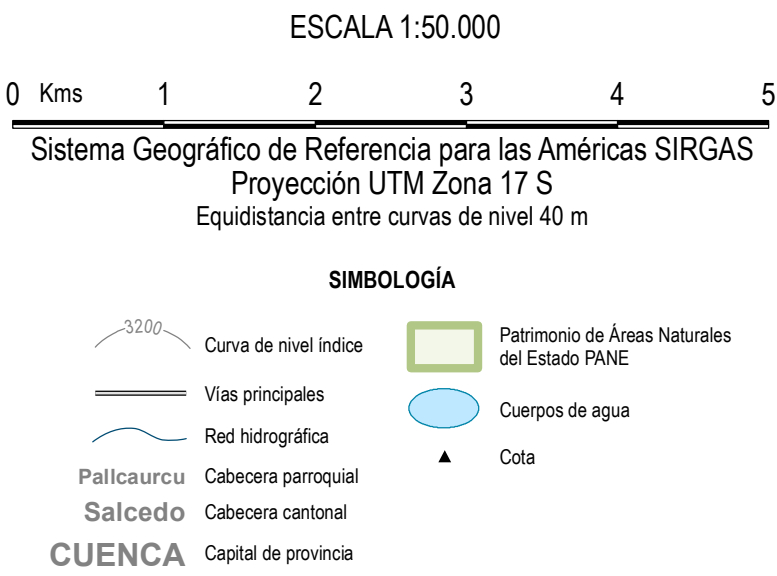 ESCALA 1:50.000
0 Kms 1 2 3 4 5
Sistema Geográfico de Referencia para las Américas SIRGAS
Proyección UTM Zona 17 S
Equidistancia entre curvas de nivel 40 m
SIMBOLOGÍA
3200
Curva de nivel índice
Vías principales
Red hidrográfica
Pallcaurcu Cabecera parroquial
Salcedo Cabecera cantonal
CUENCA Capital de provincia
Patrimonio de Áreas Naturales
del Estado PANE
Cuerpos de agua
Cota